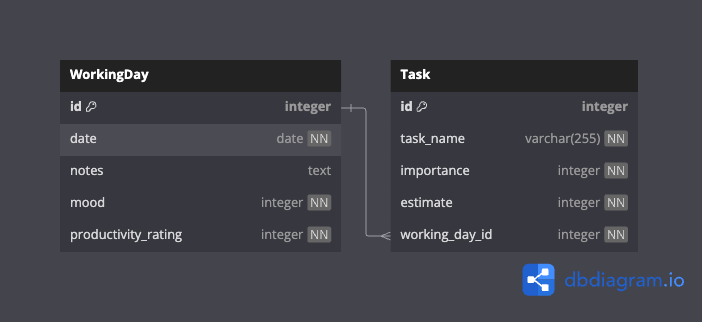 WorkingDay
id integer
date date NN
notes text
mood integer NN
productivity_rating integer NN
Task
id integer
task_name varchar(255) NN
importance integer NN
estimate integer NN
working_day_id integer NN
dbdiagram.io